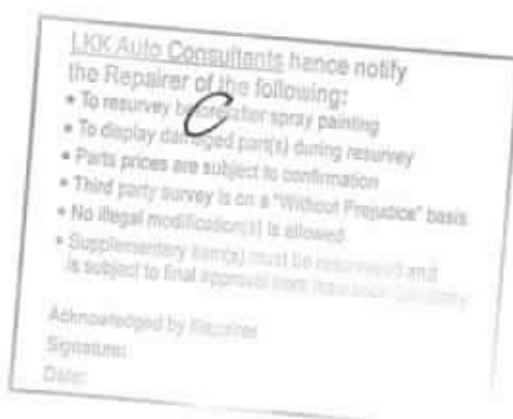 LKK Auto Consultants hence notify
the Repairer of the following:
• To resurvey before/after spray painting
• To display damaged part(s) during resurvey
• Parts prices are subject to confirmation
• Third party survey is on a "Without Prejudice" basis
• No illegal modification(s) is allowed
• Supplementary item(s) must be resurveyed and
is subject to final approval from Insurance Company
Acknowledged by Repairer
Signature:
Date: